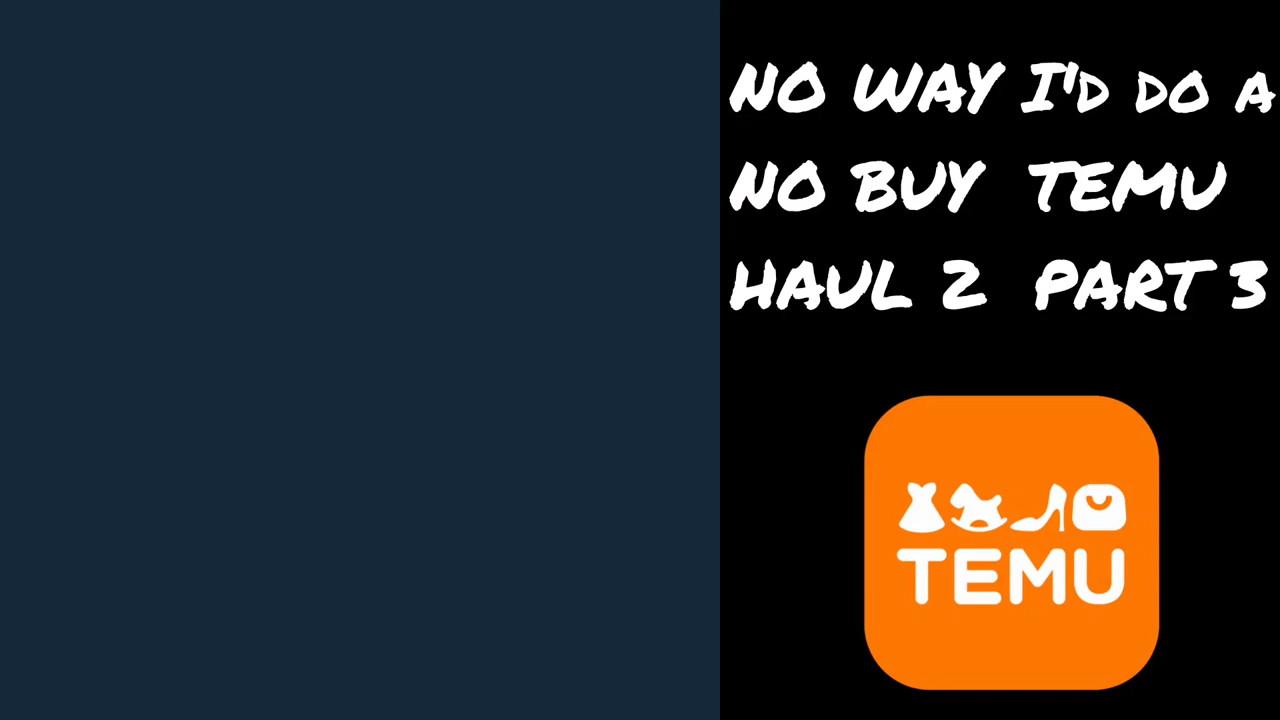 NO WAY I'D DO A
NO BUY TEMU
HAUL 2 PART 3
TEMU